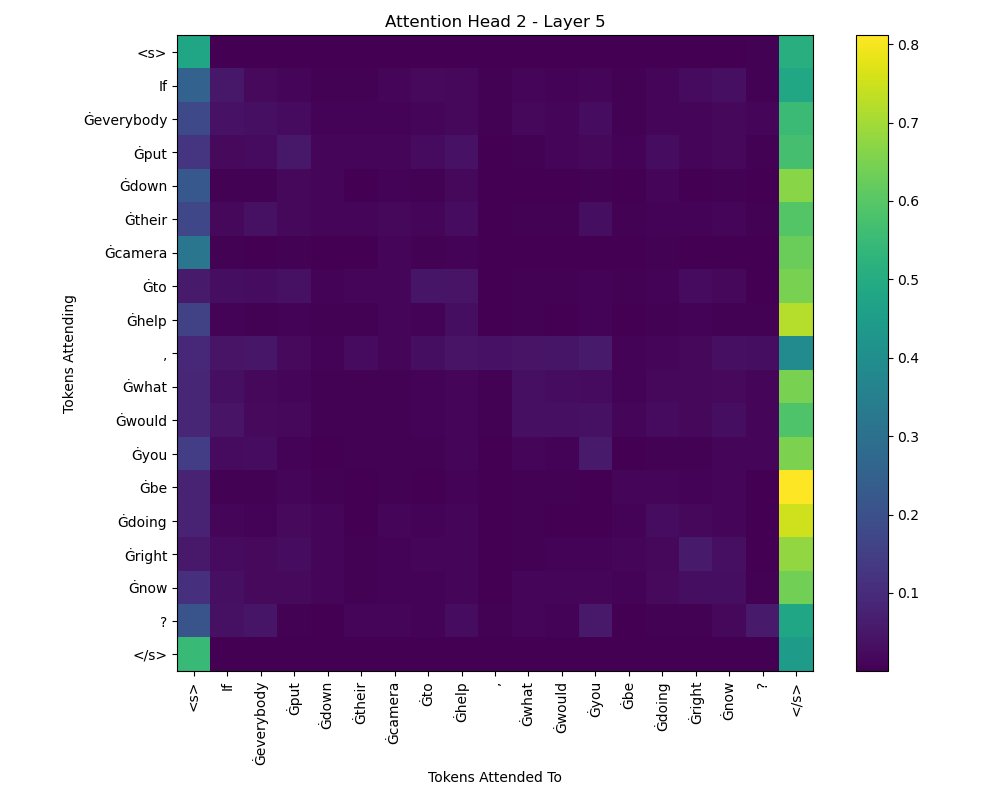 Attention Head 2 - Layer 5
Tokens Attending
<s>
If
Ġeverybody
Ġput
Ġdown
Ġtheir
Ġcamera
Ġto
Ġhelp
,
Ġwhat
Ġwould
Ġyou
Ġbe
Ġdoing
Ġright
Ġnow
?
</s>
<s>
If
Ġeverybody
Ġput
Ġdown
Ġtheir
Ġcamera
Ġto
Ġhelp
,
Ġwhat
Ġwould
Ġyou
Ġbe
Ġdoing
Ġright
Ġnow
?
</s>
Tokens Attended To
0.8
0.7
0.6
0.5
0.4
0.3
0.2
0.1